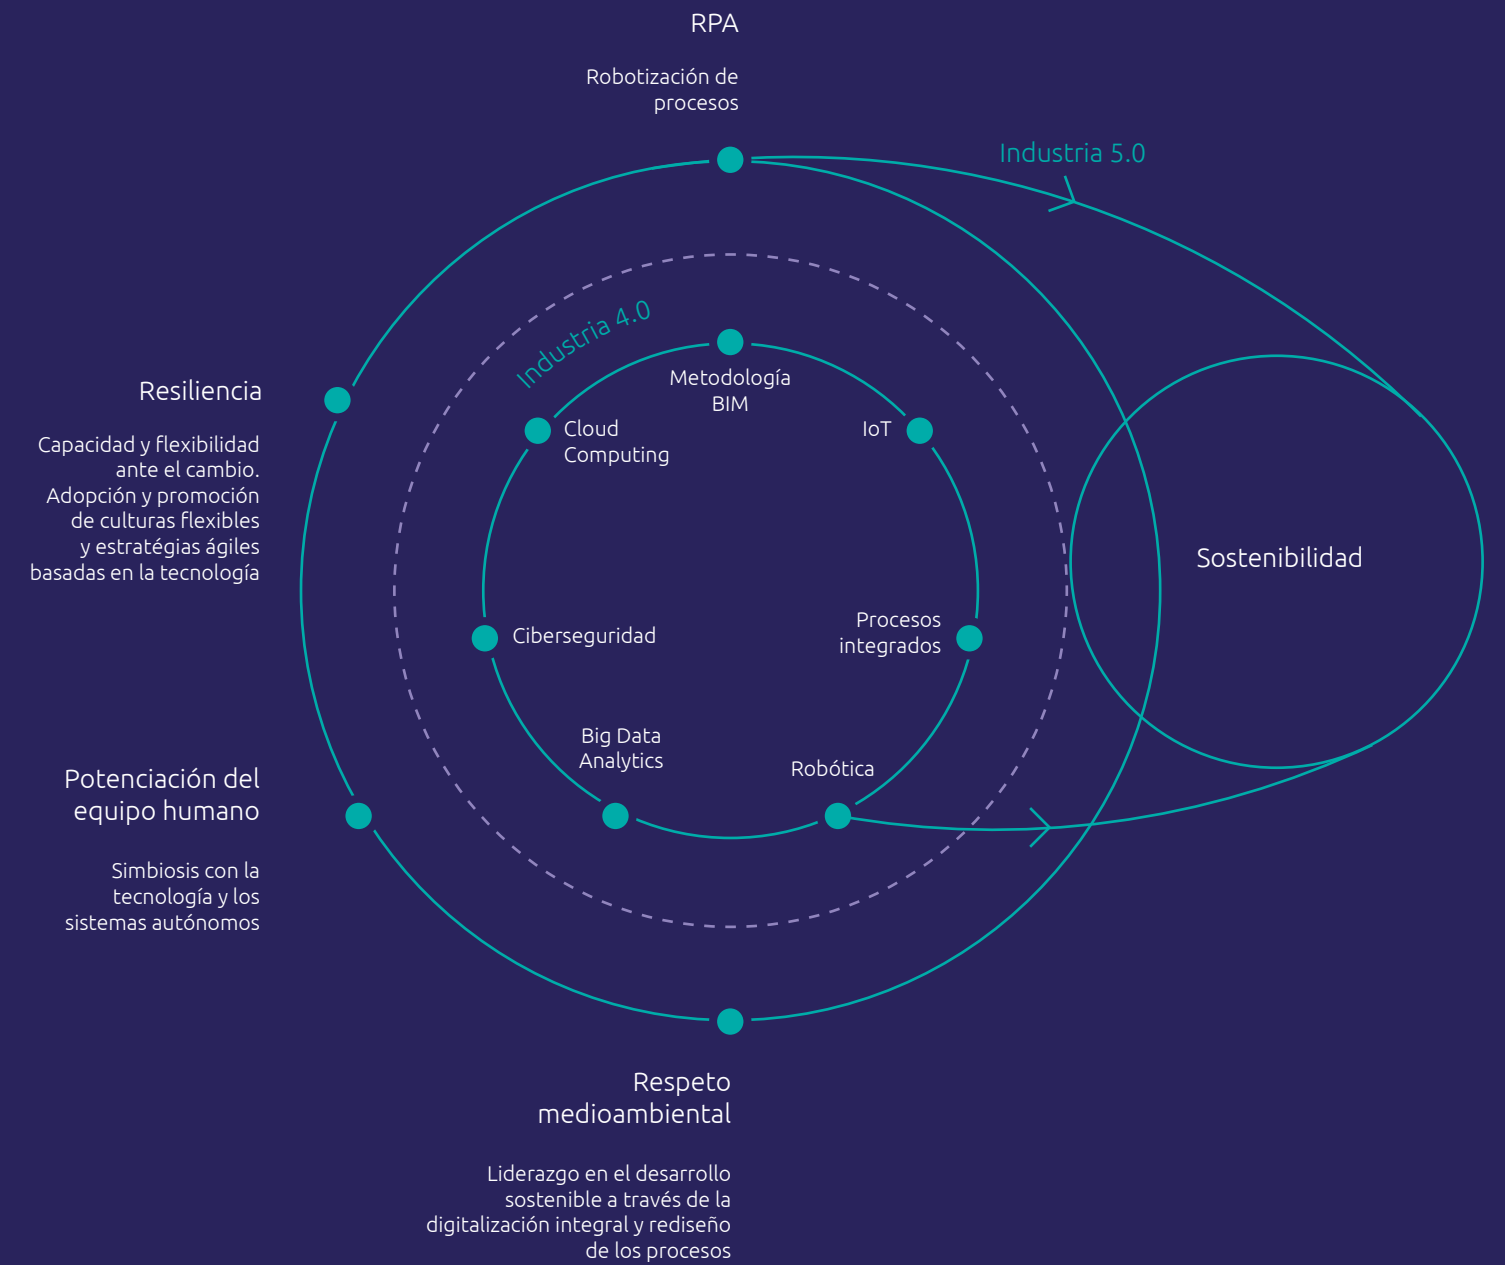 RPA
Robotización de
procesos
Industria 5.0
Industria 4.0
Metodología
BIM
Cloud
Computing
IoT
Resiliencia
Capacidad y flexibilidad
ante el cambio.
Adopción y promoción
de culturas flexibles
y estratégias ágiles
basadas en la tecnología
Sostenibilidad
Ciberseguridad
Procesos
integrados
Big Data
Analytics
Robótica
Potenciación del
equipo humano
Simbiosis con la
tecnología y los
sistemas autónomos
Respeto
medioambiental
Liderazgo en el desarrollo
sostenible a través de la
digitalización integral y rediseño
de los procesos